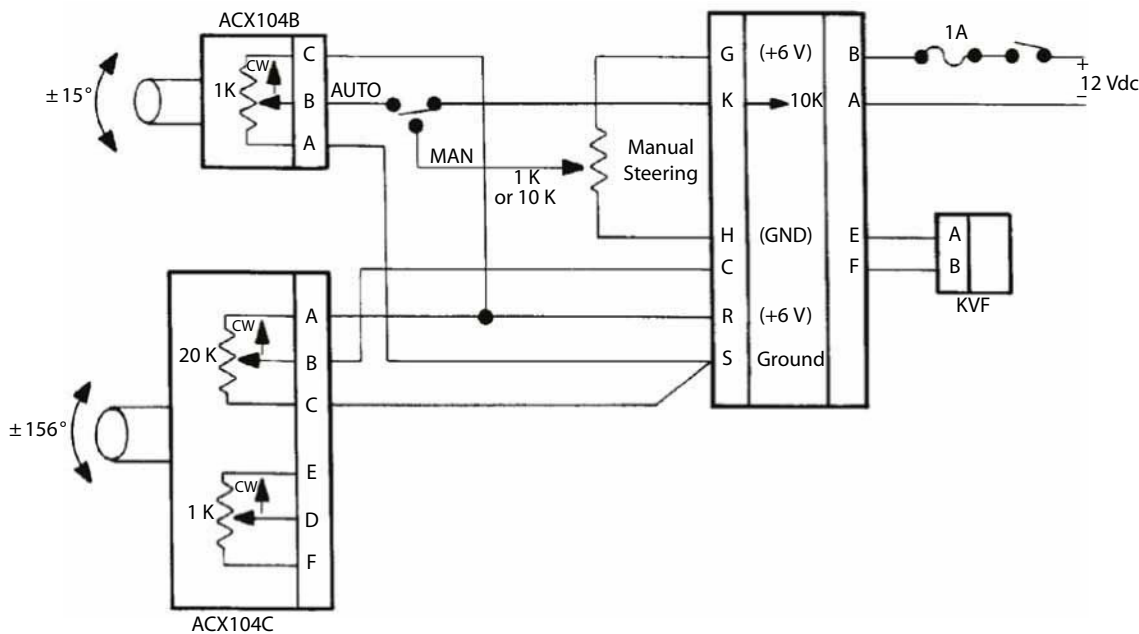 ACX104B
± 15°
CW
1K
C
B
A
AUTO
MAN
1 K
or 10 K
Manual
Steering
G (+6 V)
K 10K
H (GND)
C
R (+6 V)
S Ground
B
A
E
F
1A
+
12 Vdc
−
A
B
KVF
± 156°
CW
20 K
A
B
C
CW
1 K
E
D
F
ACX104C